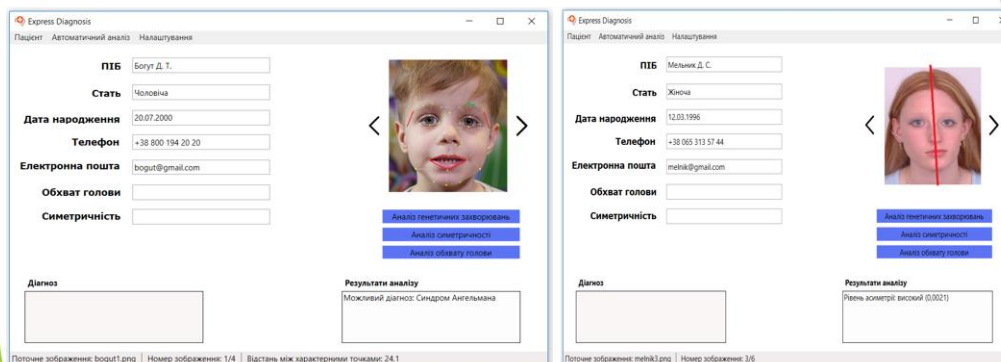 Express Diagnosis
Пацієнт Автоматичний аналіз Налаштування
ПІБ Богут Д. Т.
Стать Чоловіча
Дата народження 20.07.2000
Телефон +38 800 194 20 20
Електронна пошта bogut@gmail.com
Обхват голови
Симетричність
Аналіз генетичних захворювань
Аналіз симетричності
Аналіз обхвату голови
Діагноз
Результати аналізу
Можливий діагноз: Синдром Ангельмана
Поточне зображення: bogut1.png | Номер зображення: 1/4 | Відстань між характерними точками: 24.1
Express Diagnosis
Пацієнт Автоматичний аналіз Налаштування
ПІБ Мельник Д. С.
Стать Жіноча
Дата народження 12.03.1996
Телефон +38 065 313 57 44
Електронна пошта melnik@gmail.com
Обхват голови
Симетричність
Аналіз генетичних захворювань
Аналіз симетричності
Аналіз обхвату голови
Діагноз
Результати аналізу
Рівень асиметрії: високий (0,0021)
Поточне зображення: melnik3.png | Номер зображення: 3/6